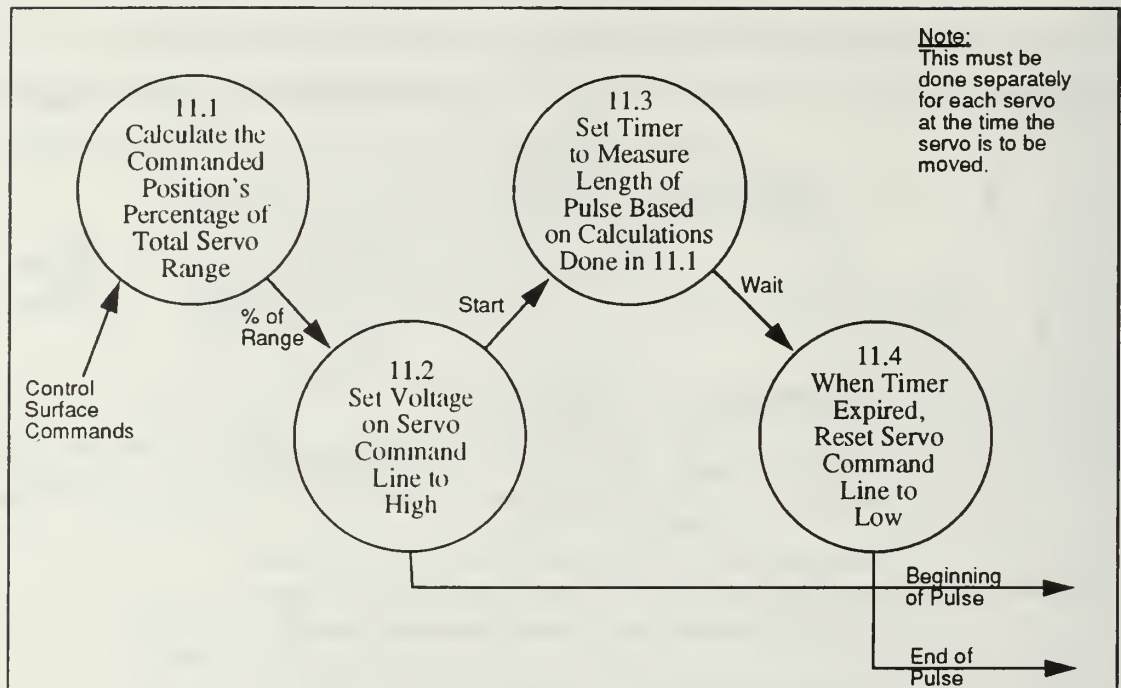 Note:
This must be
done separately
for each servo
at the time the
servo is to be
moved.
11.1
Calculate the
Commanded
Position's
Percentage of
Total Servo
Range
11.3
Set Timer
to Measure
Length of
Pulse Based
on Calculations
Done in 11.1
Control
Surface
Commands
% of
Range
11.2
Set Voltage
on Servo
Command
Line to
High
Start
Wait
11.4
When Timer
Expired,
Reset Servo
Command
Line to
Low
Beginning
of Pulse
End of
Pulse